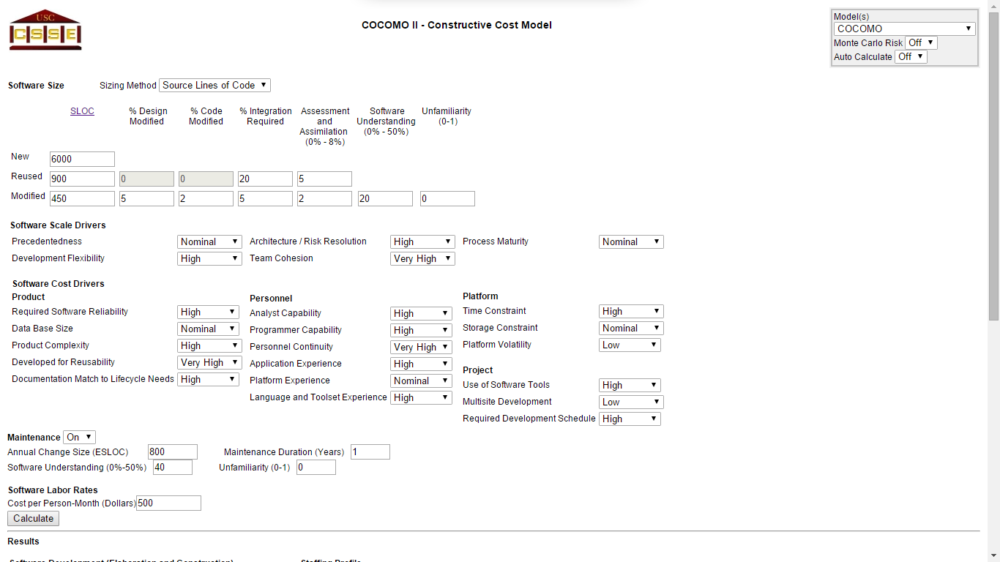 USC
CSSE
COCOMO II - Constructive Cost Model
Model(s)
COCOMO
Monte Carlo Risk Off
Auto Calculate Off
Software Size Sizing Method Source Lines of Code
SLOC % Design Modified % Code Modified % Integration Required Assessment and Assimilation (0% - 8%) Software Understanding (0% - 50%) Unfamiliarity (0-1)
New 6000
Reused 900 0 0 20 5
Modified 450 5 2 5 2 20 0
Software Scale Drivers
Precedentedness Nominal Architecture / Risk Resolution High Process Maturity Nominal
Development Flexibility High Team Cohesion Very High
Software Cost Drivers
Product
Required Software Reliability High
Data Base Size Nominal
Product Complexity High
Developed for Reusability Very High
Documentation Match to Lifecycle Needs High
Personnel
Analyst Capability High
Programmer Capability High
Personnel Continuity Very High
Application Experience High
Platform Experience Nominal
Language and Toolset Experience High
Platform
Time Constraint High
Storage Constraint Nominal
Platform Volatility Low
Project
Use of Software Tools High
Multisite Development Low
Required Development Schedule High
Maintenance On
Annual Change Size (ESLOC) 800 Maintenance Duration (Years) 1
Software Understanding (0%-50%) 40 Unfamiliarity (0-1) 0
Software Labor Rates
Cost per Person-Month (Dollars) 500
Calculate
Results
Software Development (Elaboration and Construction) Staffing Profile